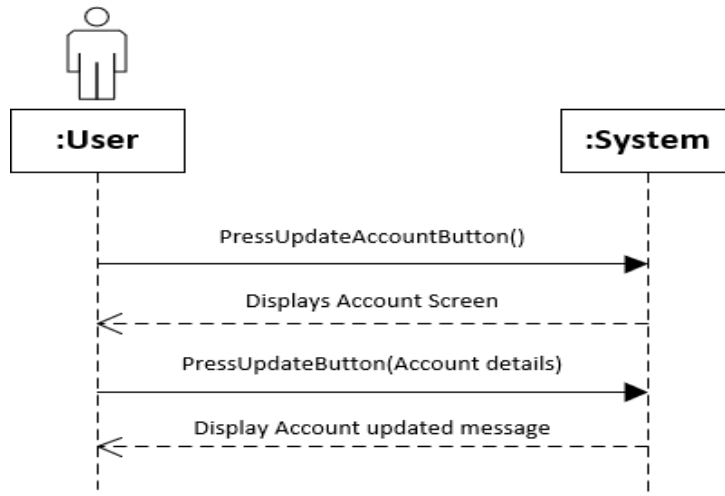 :User
:System
PressUpdateAccountButton()
Displays Account Screen
PressUpdateButton(Account details)
Display Account updated message